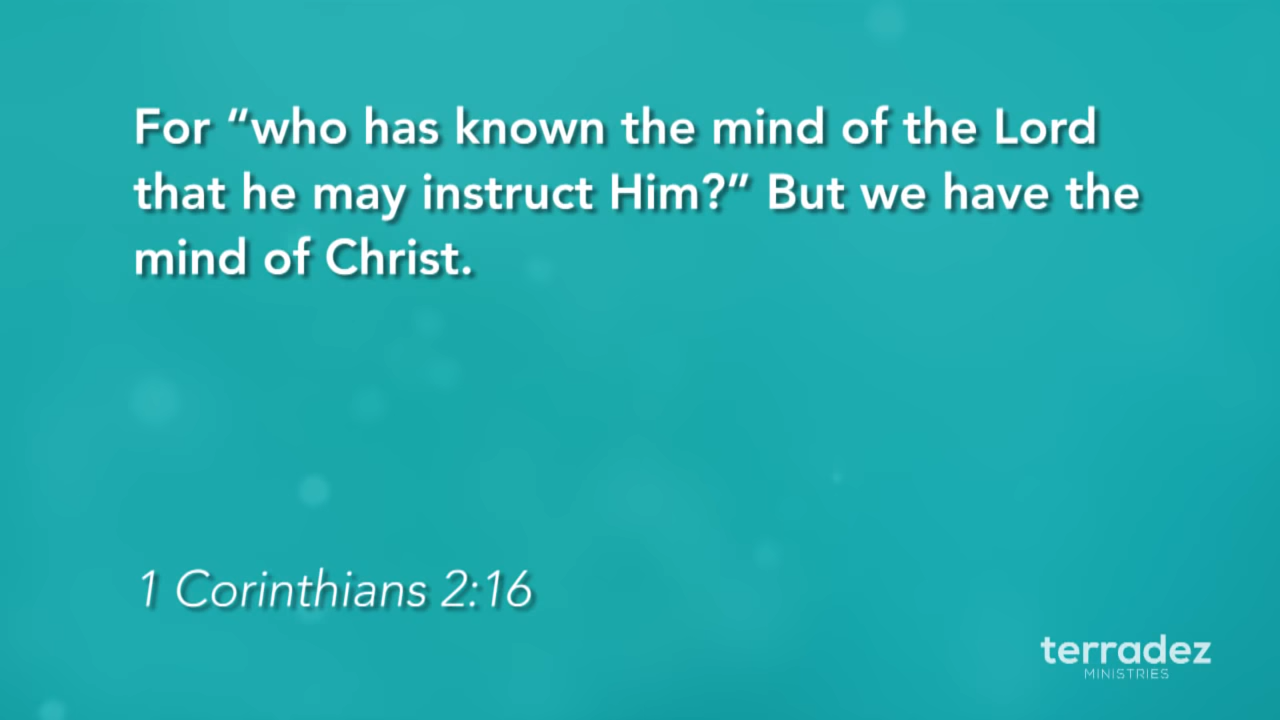 For “who has known the mind of the Lord
that he may instruct Him?” But we have the
mind of Christ.
1 Corinthians 2:16
terradez
MINISTRIES